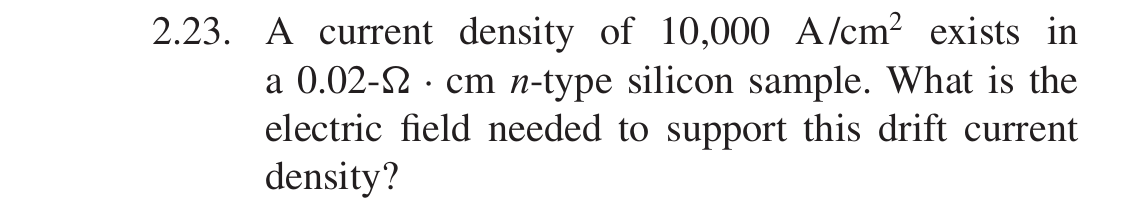 2.23. A current density of 10,000 A/cm² exists in
a 0.02-Ω · cm n-type silicon sample. What is the
electric field needed to support this drift current
density?